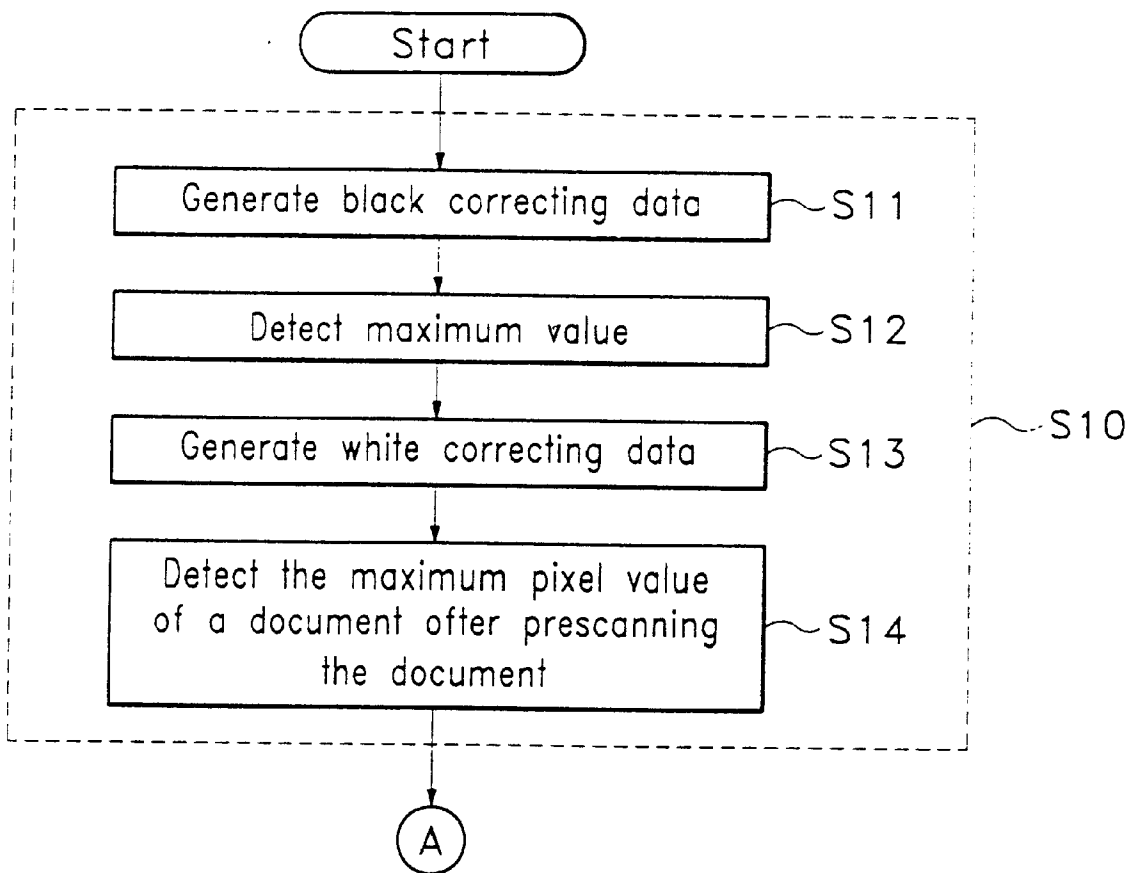 Start
Generate black correcting data
S11
Detect maximum value
S12
S10
Generate white correcting data
S13
Detect the maximum pixel value
of a document ofter prescanning
the document
S14
A